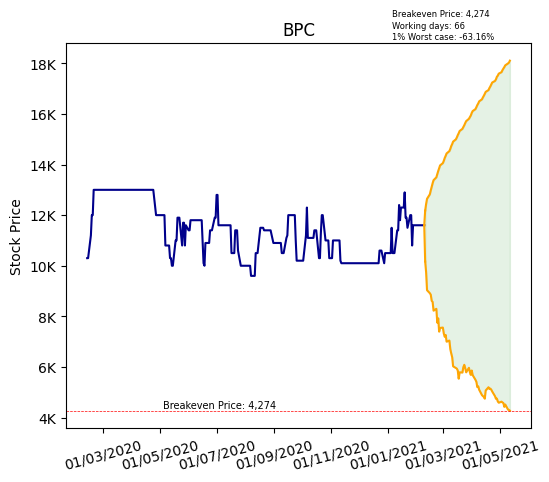 Breakeven Price: 4,274
Working days: 66
1% Worst case: -63.16%
BPC
Stock Price
18K
16K
14K
12K
10K
8K
6K
4K
Breakeven Price: 4,274
01/03/2020
01/05/2020
01/07/2020
01/09/2020
01/11/2020
01/01/2021
01/03/2021
01/05/2021